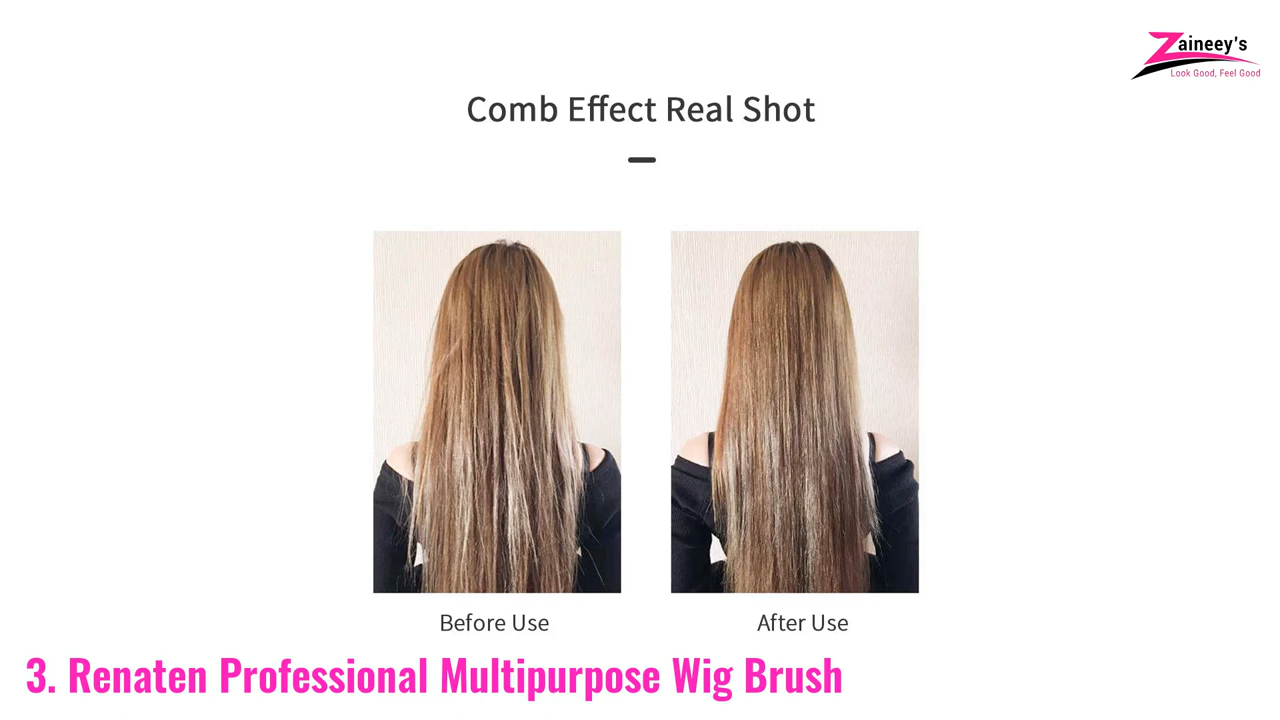 Zaineey's
Look Good, Feel Good
Comb Effect Real Shot
Before Use
After Use
3. Renaten Professional Multipurpose Wig Brush